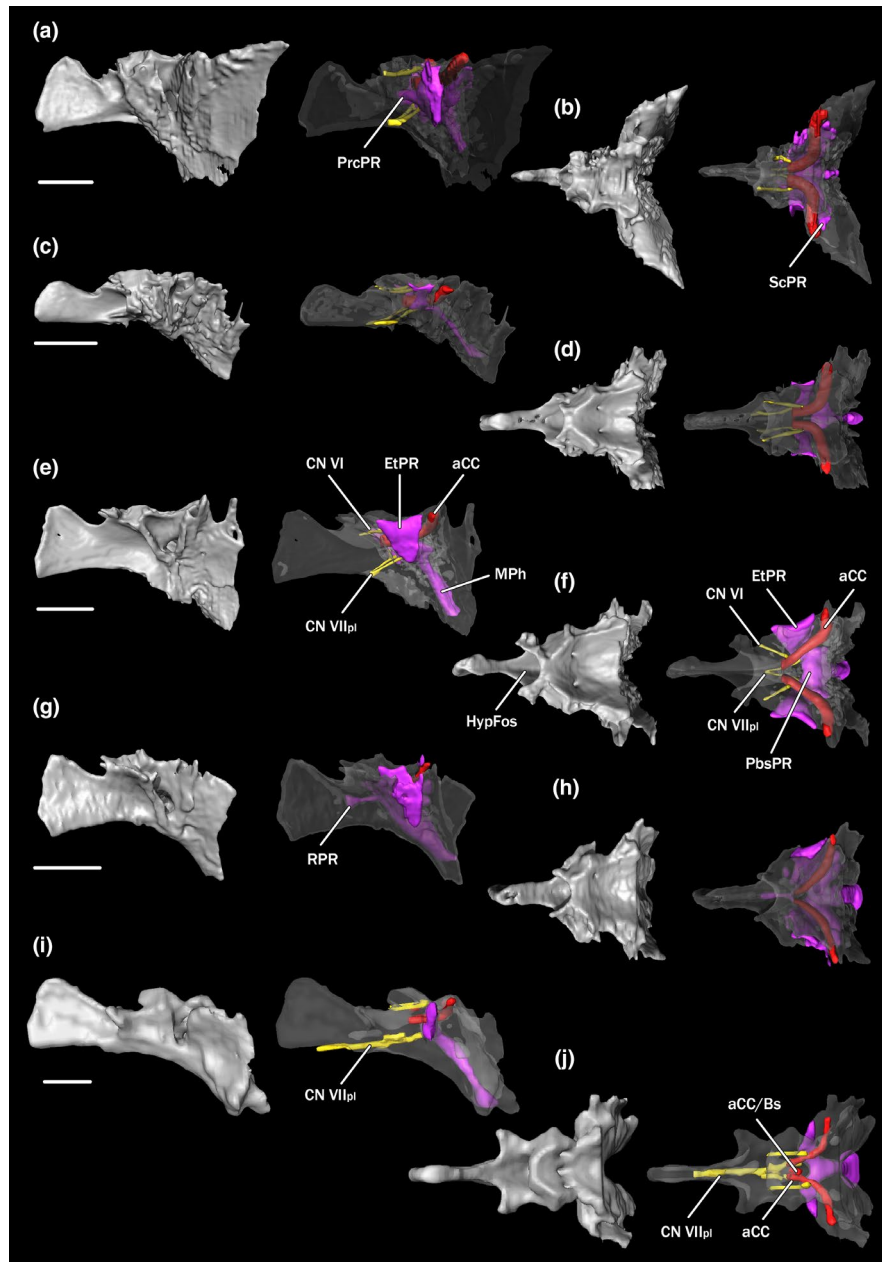 (a)
PrcPR
(b)
ScPR
(c)
(d)
(e)
CN VI EtPR aCC
MPh
CN VIIpl
(f)
EtPR aCC
CN VI
HypFos
CN VIIpl
PbsPR
(g)
RPR
(h)
(i)
CN VIIpl
(j)
aCC/Bs
CN VIIpl aCC